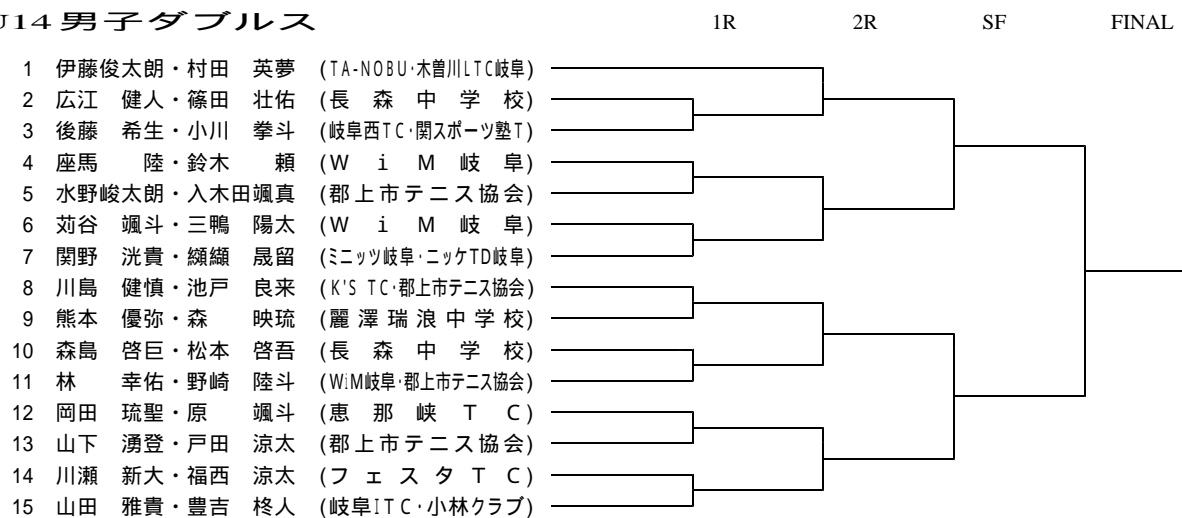 U14 男子ダブルス 1R 2R SF FINAL
1 伊藤俊太朗・村田 英夢 (TA-NOBU・木曽川LTC岐阜)
2 広江 健人・篠田 壮佑 (長森中学校)
3 後藤 希生・小川 拳斗 (岐阜西TC・関スポーツ塾T)
4 座馬 陸・鈴木 頼 (WiM岐阜)
5 水野峻太朗・入木田颯真 (郡上市テニス協会)
6 苅谷 颯斗・三鴨 陽太 (WiM岐阜)
7 関野 洸貴・纐纈 晟留 (ミニッツ岐阜・ニッケTD岐阜)
8 川島 健慎・池戸 良来 (K'S TC・郡上市テニス協会)
9 熊本 優弥・森 映琉 (麗澤瑞浪中学校)
10 森島 啓巨・松本 啓吾 (長森中学校)
11 林 幸佑・野崎 陸斗 (WiM岐阜・郡上市テニス協会)
12 岡田 琉聖・原 颯斗 (恵那峡TC)
13 山下 湧登・戸田 涼太 (郡上市テニス協会)
14 川瀬 新大・福西 涼太 (フェスタTC)
15 山田 雅貴・豊吉 柊人 (岐阜ITC・小林クラブ)